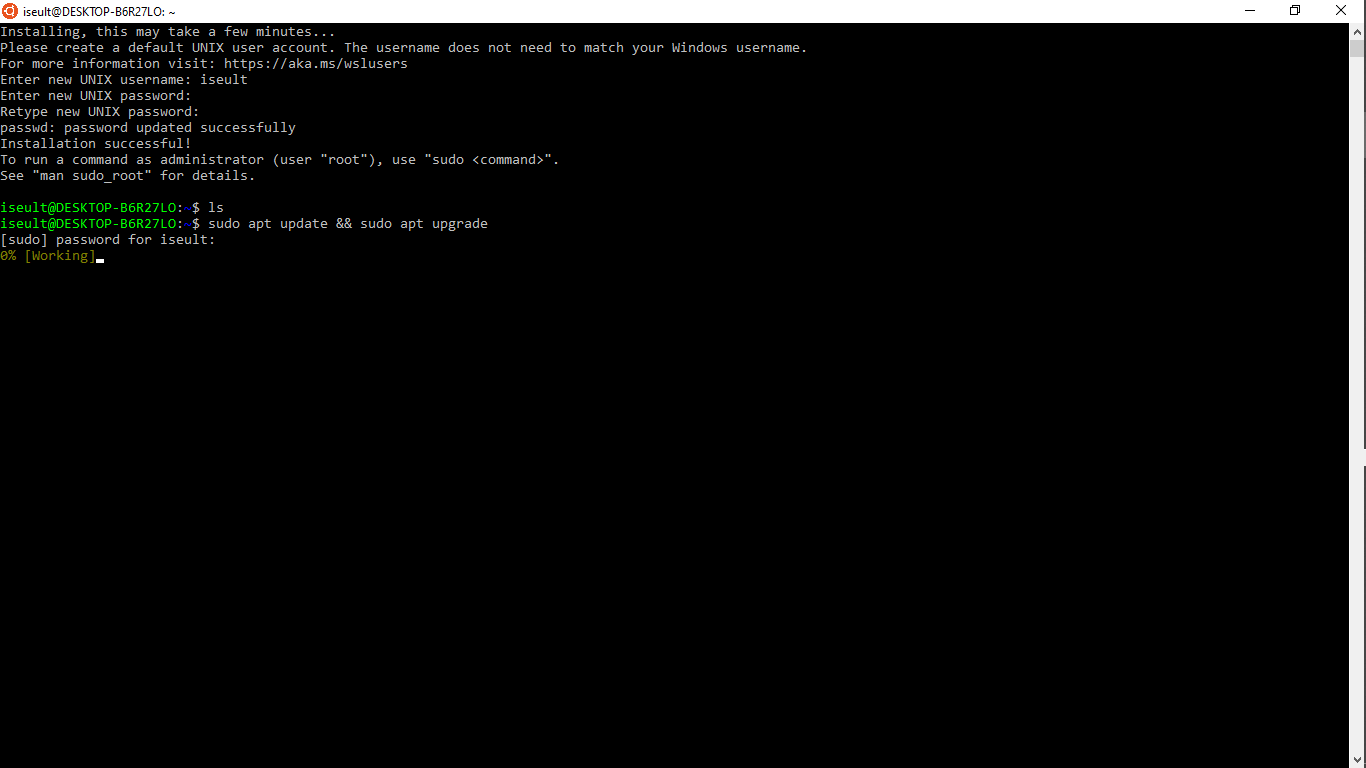 iseult@DESKTOP-B6R27LO: ~
Installing, this may take a few minutes...
Please create a default UNIX user account. The username does not need to match your Windows username.
For more information visit: https://aka.ms/wslusers
Enter new UNIX username: iseult
Enter new UNIX password:
Retype new UNIX password:
passwd: password updated successfully
Installation successful!
To run a command as administrator (user "root"), use "sudo <command>".
See "man sudo_root" for details.
iseult@DESKTOP-B6R27LO:~$ ls
iseult@DESKTOP-B6R27LO:~$ sudo apt update && sudo apt upgrade
[sudo] password for iseult:
0% [Working]